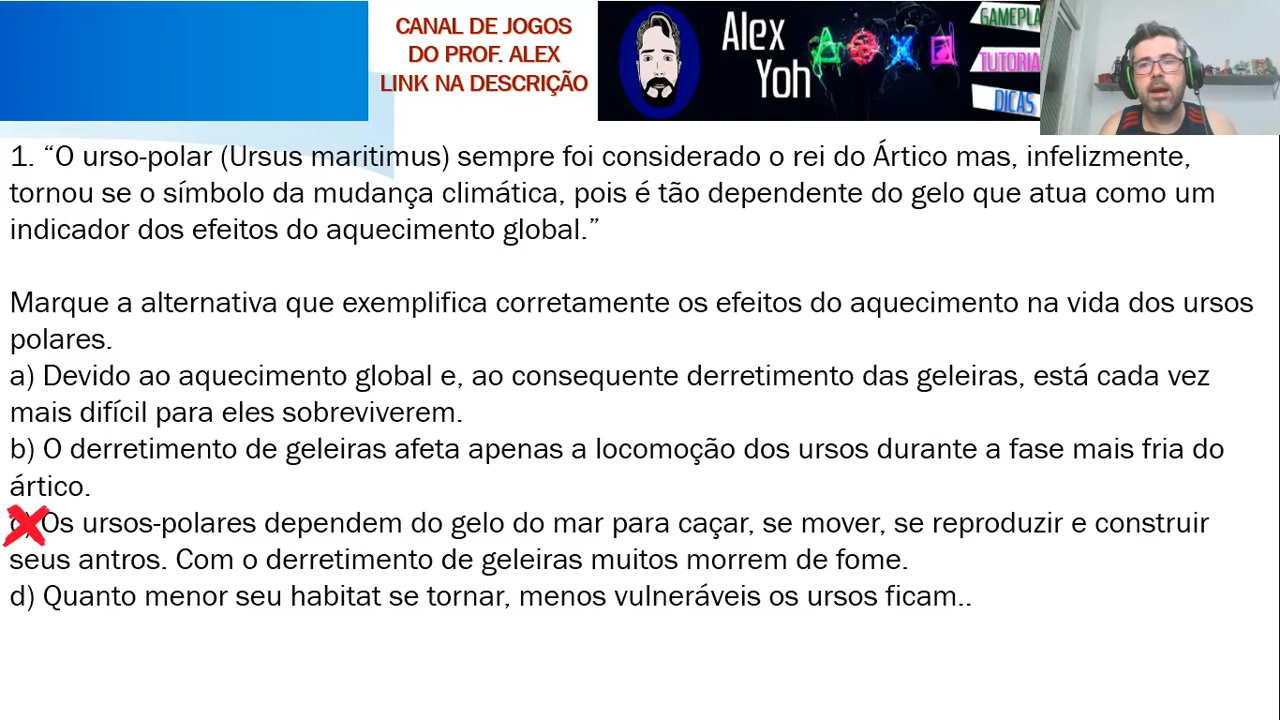 CANAL DE JOGOS
DO PROF. ALEX
LINK NA DESCRIÇÃO
Alex
Yoh
GAMEPLA
TUTORIA
DICAS
1. “O urso-polar (Ursus maritimus) sempre foi considerado o rei do Ártico mas, infelizmente,
tornou se o símbolo da mudança climática, pois é tão dependente do gelo que atua como um
indicador dos efeitos do aquecimento global.”
Marque a alternativa que exemplifica corretamente os efeitos do aquecimento na vida dos ursos
polares.
a) Devido ao aquecimento global e, ao consequente derretimento das geleiras, está cada vez
mais difícil para eles sobreviverem.
b) O derretimento de geleiras afeta apenas a locomoção dos ursos durante a fase mais fria do
ártico.
c) Os ursos-polares dependem do gelo do mar para caçar, se mover, se reproduzir e construir
seus antros. Com o derretimento de geleiras muitos morrem de fome.
d) Quanto menor seu habitat se tornar, menos vulneráveis os ursos ficam..